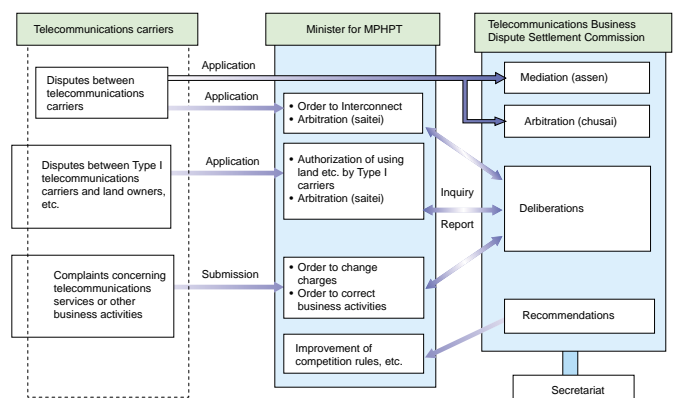 Telecommunications carriers
Minister for MPHPT
Telecommunications Business
Dispute Settlement Commission
Disputes between
telecommunications
carriers
Application
Application
• Order to Interconnect
• Arbitration (saitei)
Mediation (assen)
Arbitration (chusai)
Disputes between Type I
telecommunications
carriers and land owners,
etc.
Application
• Authorization of using
land etc. by Type I
carriers
• Arbitration (saitei)
Inquiry
Report
Deliberations
Complaints concerning
telecommunications
services or other
business activities
Submission
• Order to change
charges
• Order to correct
business activities
Improvement of
competition rules, etc.
Recommendations
Secretariat